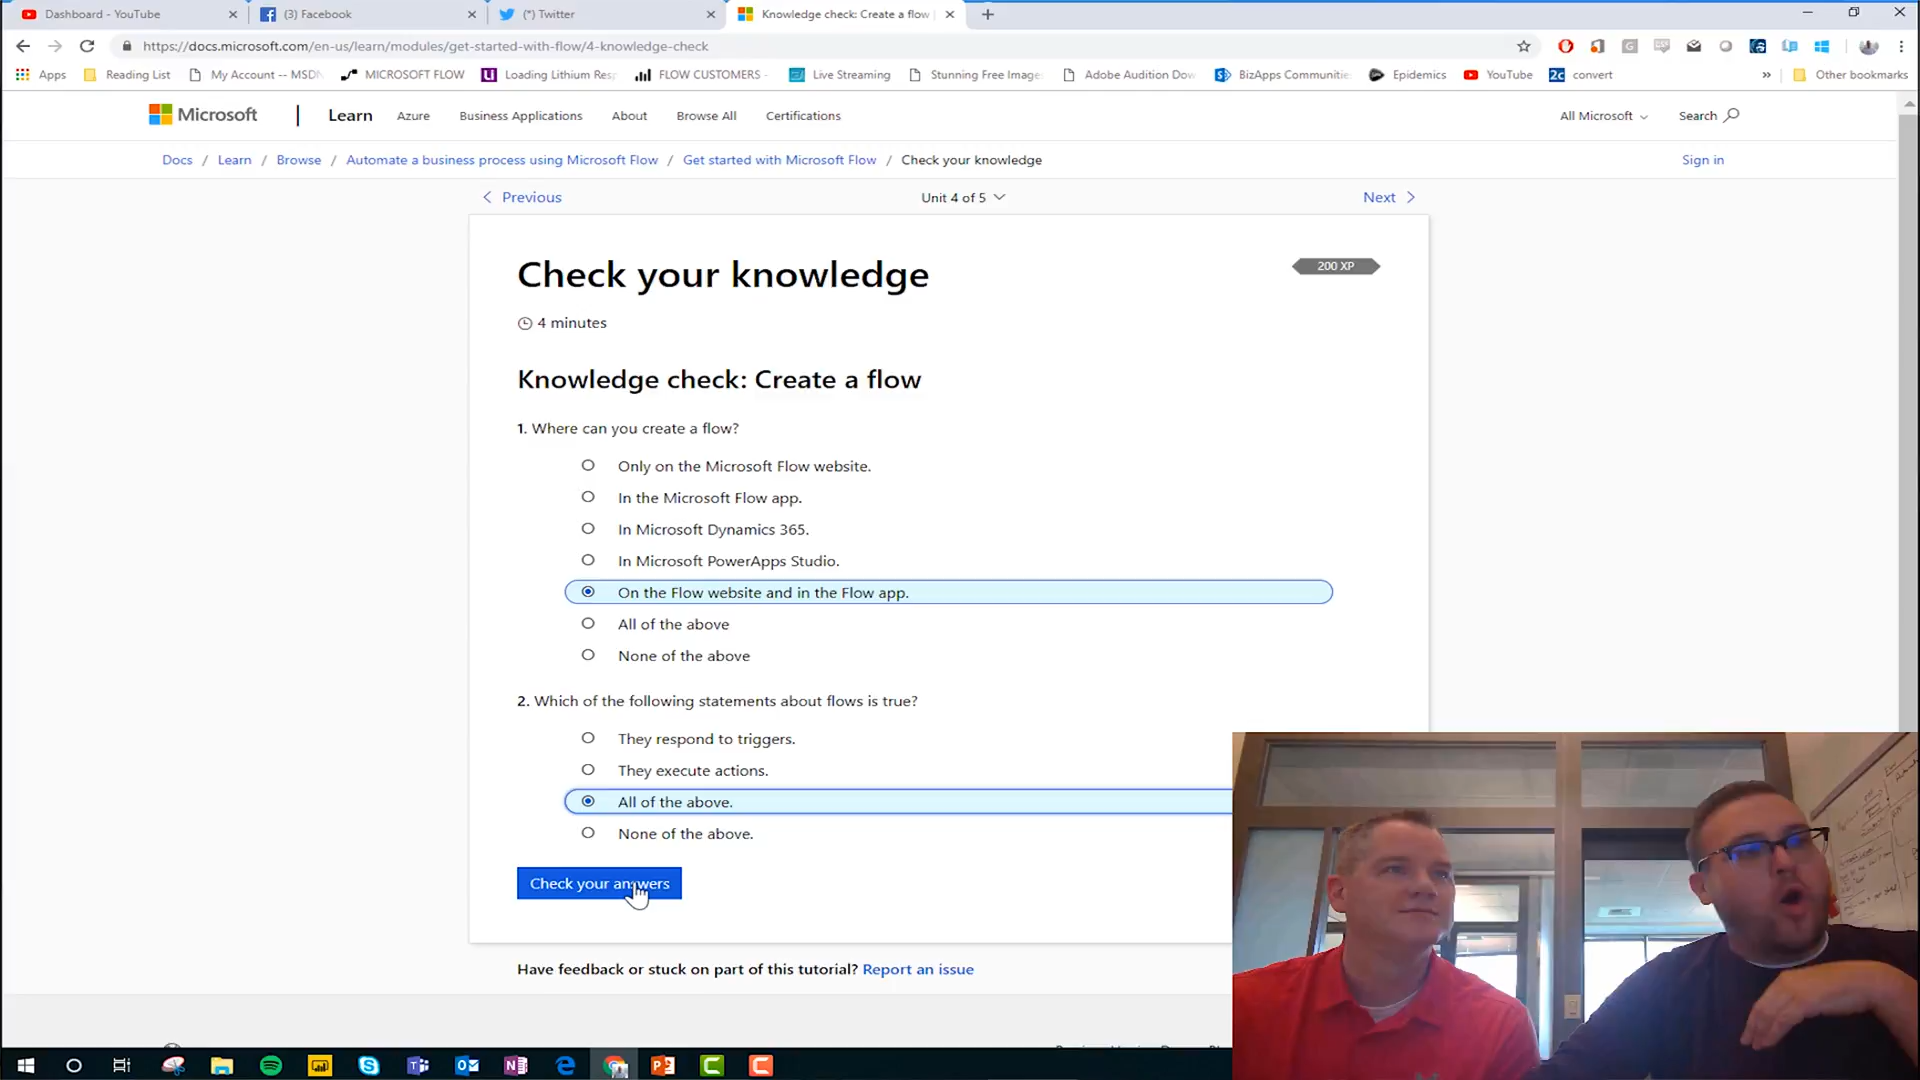 Dashboard - YouTube
(3) Facebook
(*) Twitter
Knowledge check: Create a flow
https://docs.microsoft.com/en-us/learn/modules/get-started-with-flow/4-knowledge-check
Apps
Reading List
My Account -- MSDN
MICROSOFT FLOW
Loading Lithium Resp
FLOW CUSTOMERS -
Live Streaming
Stunning Free Image
Adobe Audition Dow
BizApps Communitie
Epidemics
YouTube
2c convert
Other bookmarks
Microsoft
Learn
Azure
Business Applications
About
Browse All
Certifications
All Microsoft
Search
Docs / Learn / Browse / Automate a business process using Microsoft Flow / Get started with Microsoft Flow / Check your knowledge
Sign in
Previous
Unit 4 of 5
Next
Check your knowledge
200 XP
4 minutes
Knowledge check: Create a flow
1. Where can you create a flow?
Only on the Microsoft Flow website.
In the Microsoft Flow app.
In Microsoft Dynamics 365.
In Microsoft PowerApps Studio.
On the Flow website and in the Flow app.
All of the above
None of the above
2. Which of the following statements about flows is true?
They respond to triggers.
They execute actions.
All of the above.
None of the above.
Check your answers
Have feedback or stuck on part of this tutorial? Report an issue